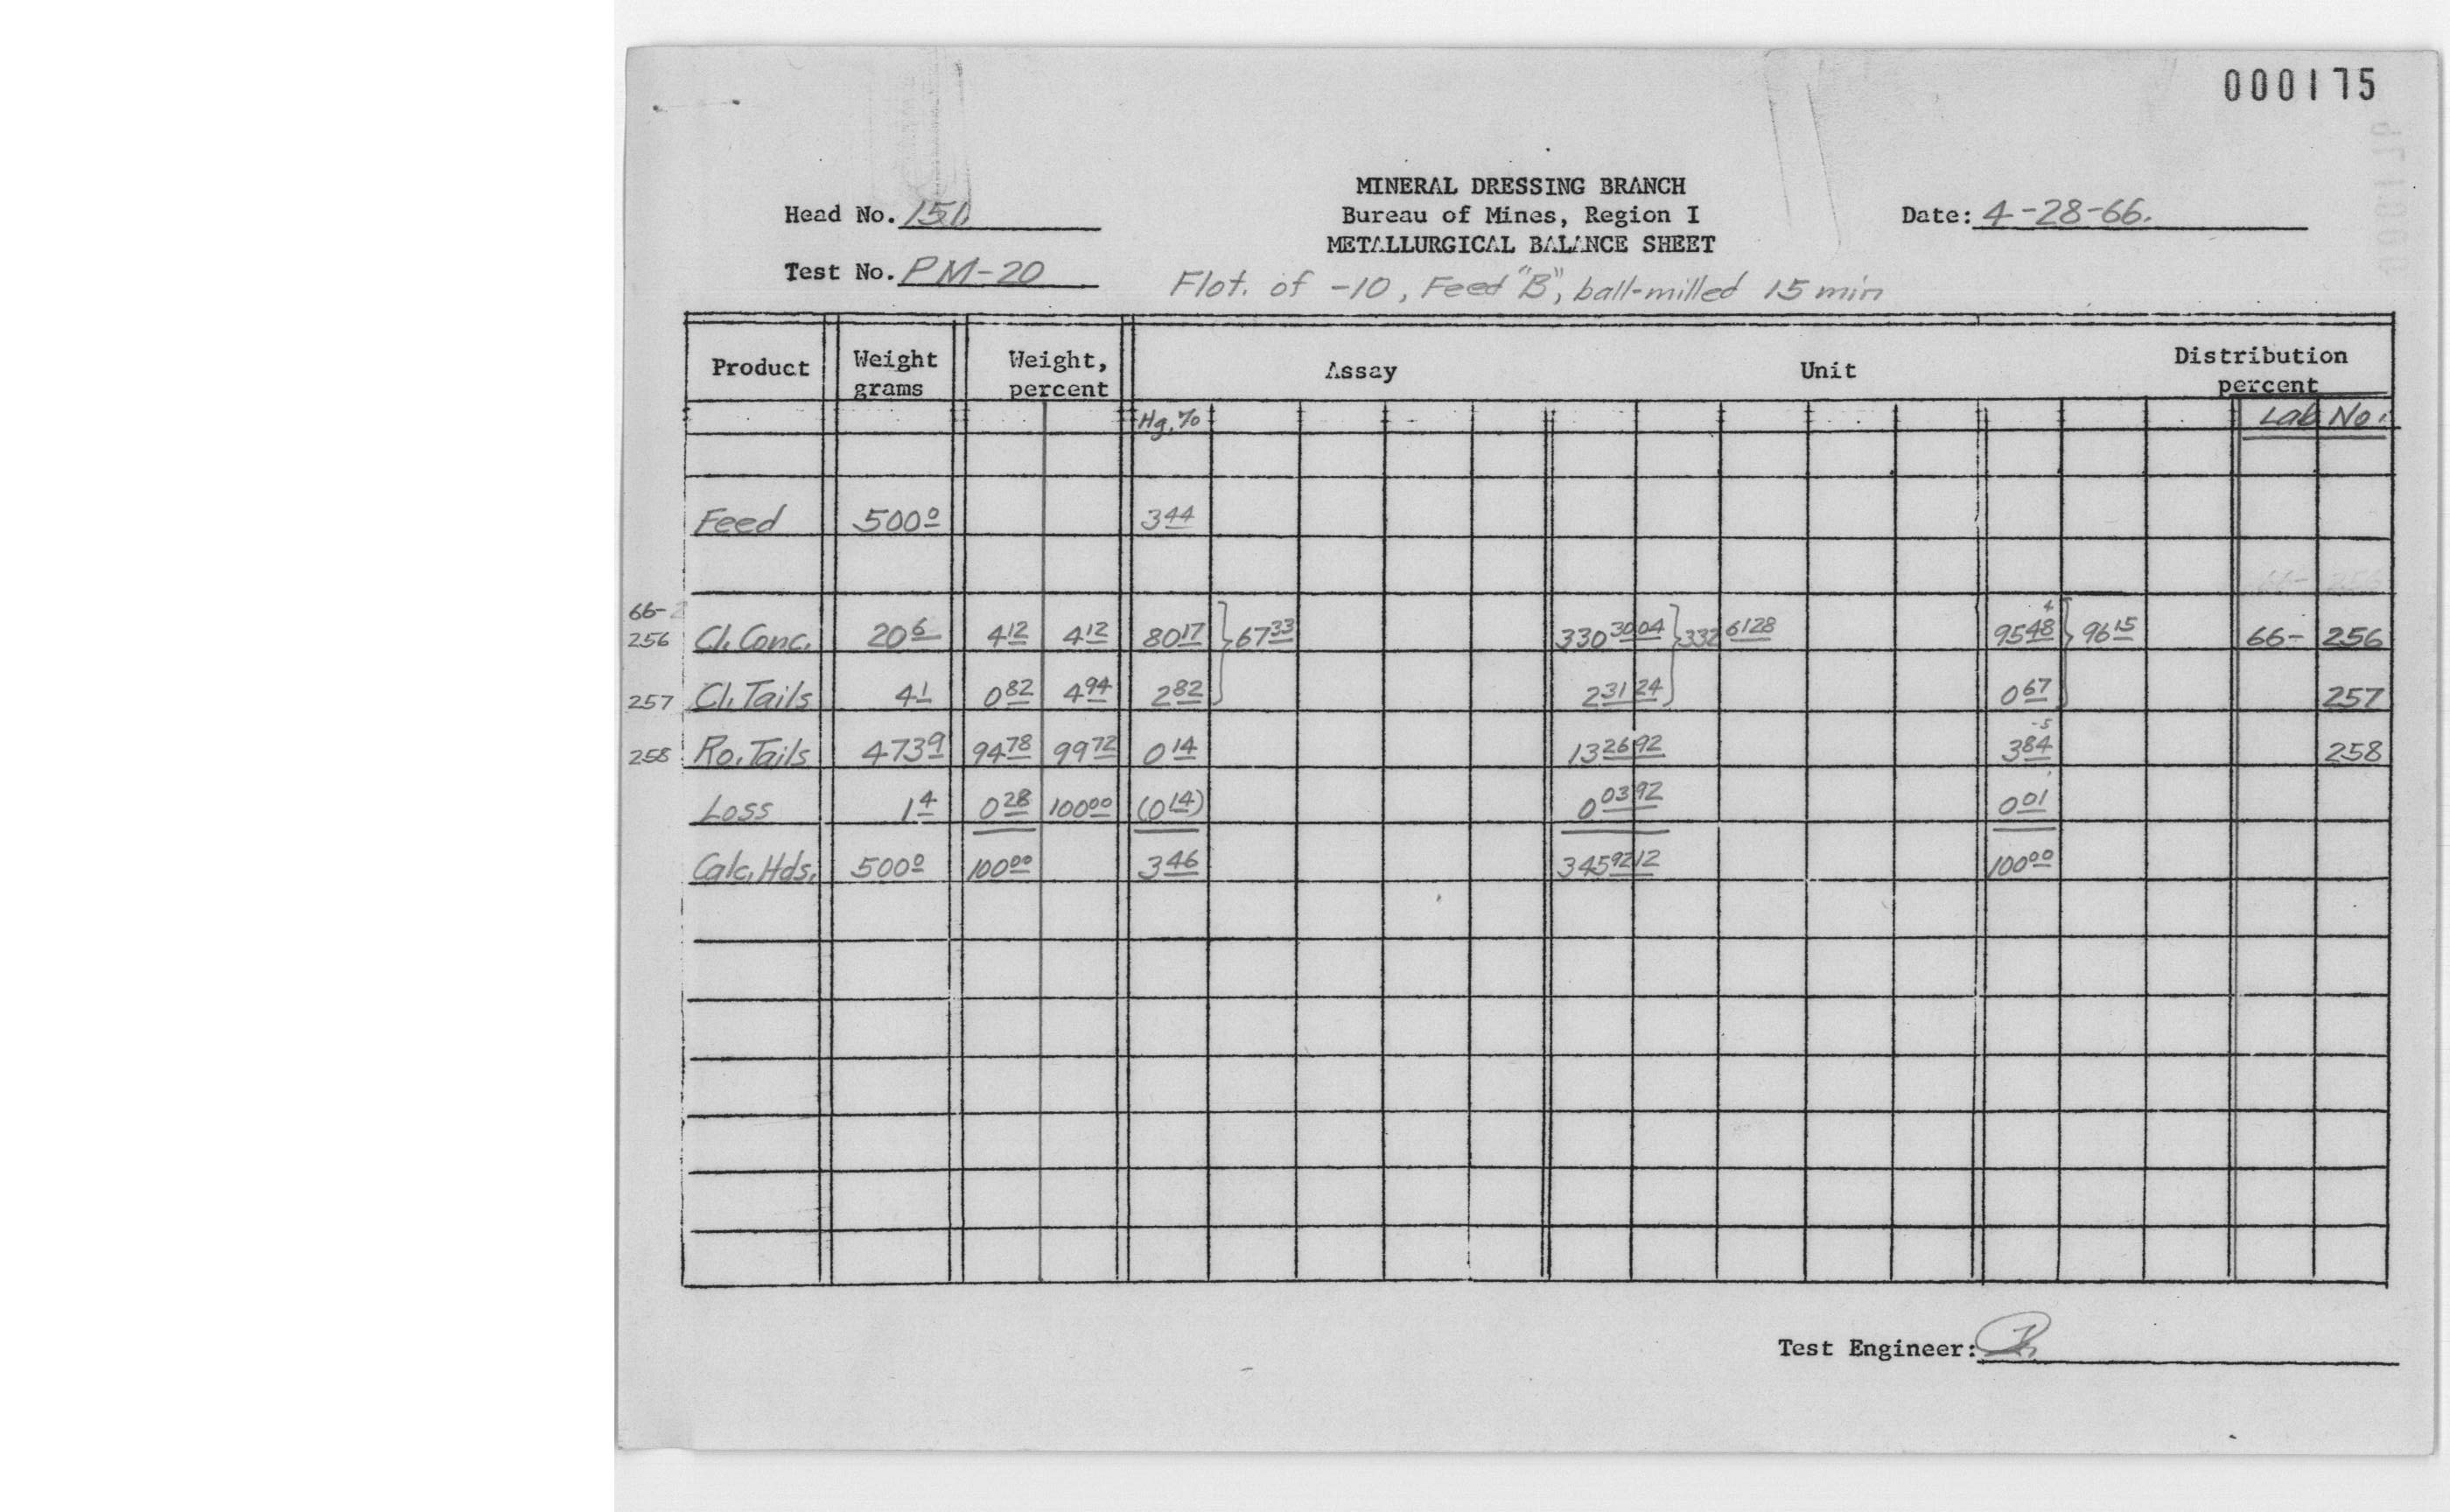 000175
MINERAL DRESSING BRANCH
Head No. 151 Bureau of Mines, Region I Date: 4-28-66.
METALLURGICAL BALANCE SHEET
Test No. PM-20 Flot. of -10, Feed "B", ball-milled 15 min
Product Weight grams Weight, percent Assay Unit Distribution percent
Hg, % Lab No.
Feed 500 0 3 44
66-
256 Cl. Conc. 20 6 4 12 4 12 80 17 } 67 33 330 3004 } 332 6128 95 48 4 } 96 15 66- 256
257 Cl. Tails 4 1 0 82 4 94 2 82 2 3124 0 67 257
258 Ro. Tails 473 9 94 78 99 72 0 14 13 2692 3 84 -5 258
Loss 1 4 0 28 100 00 (0 14) 0 0392 0 01
Calc. Hds. 500 0 100 00 3 46 345 9212 100 00
Test Engineer: